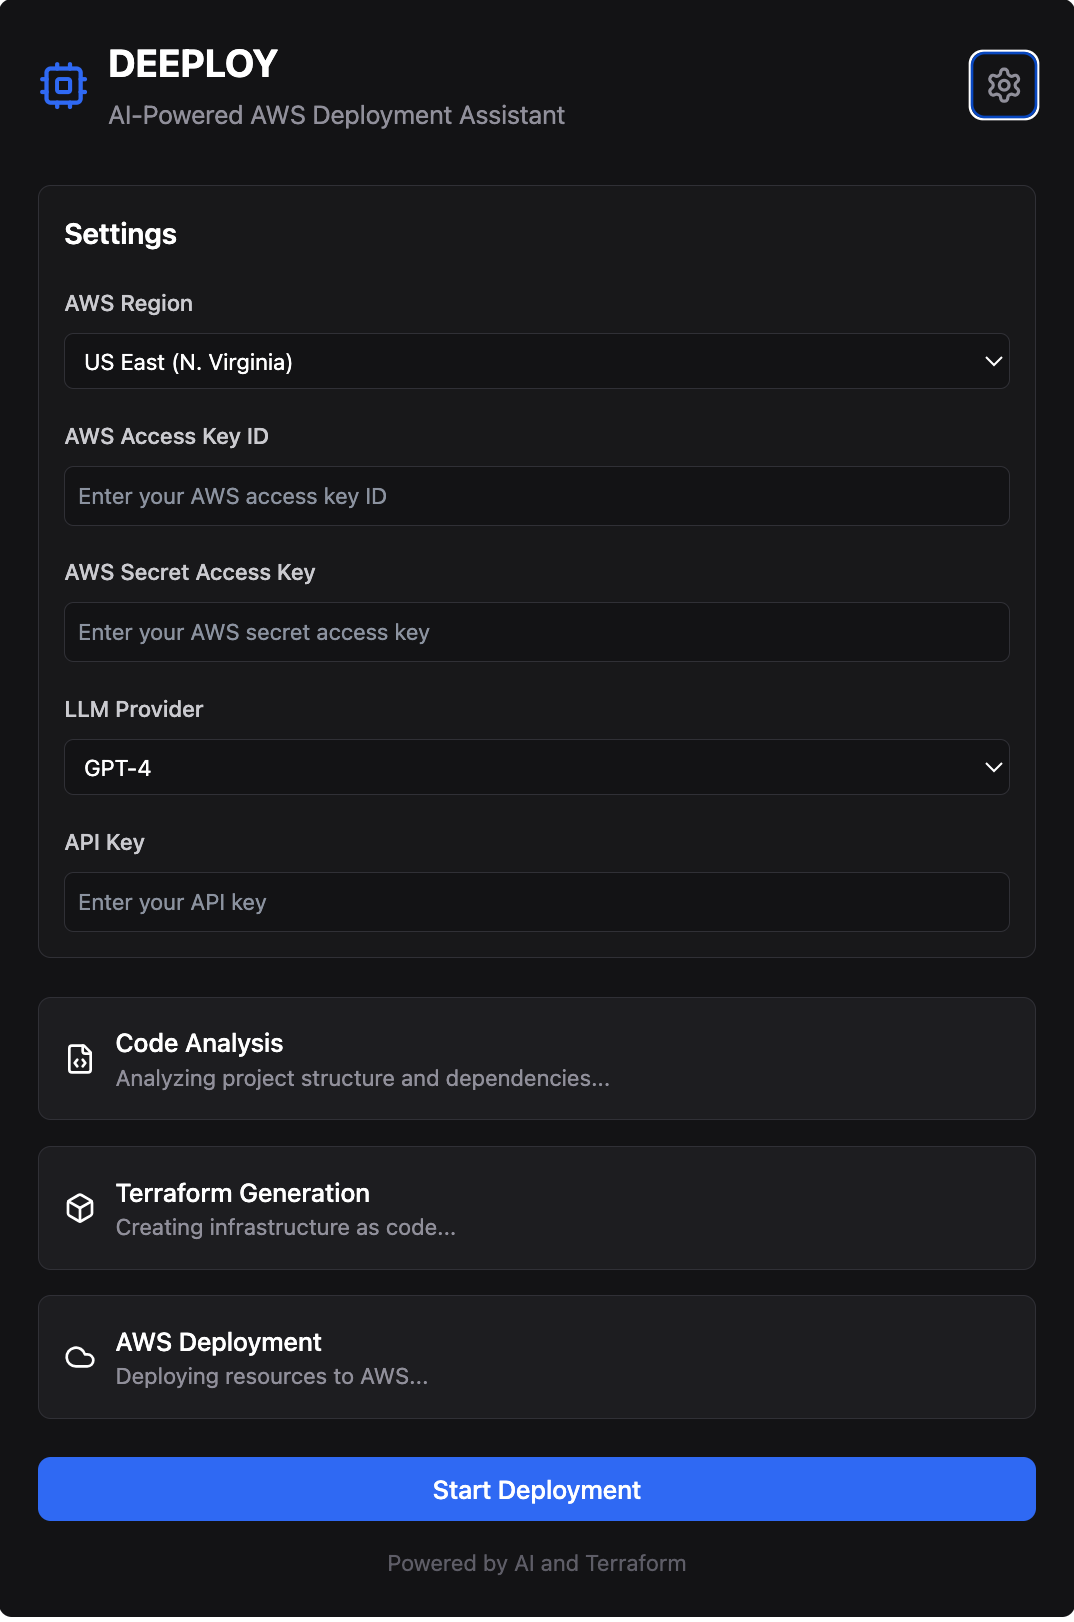 DEEPLOY
AI-Powered AWS Deployment Assistant
Settings
AWS Region
US East (N. Virginia)
AWS Access Key ID
Enter your AWS access key ID
AWS Secret Access Key
Enter your AWS secret access key
LLM Provider
GPT-4
API Key
Enter your API key
Code Analysis
Analyzing project structure and dependencies...
Terraform Generation
Creating infrastructure as code...
AWS Deployment
Deploying resources to AWS...
Start Deployment
Powered by AI and Terraform